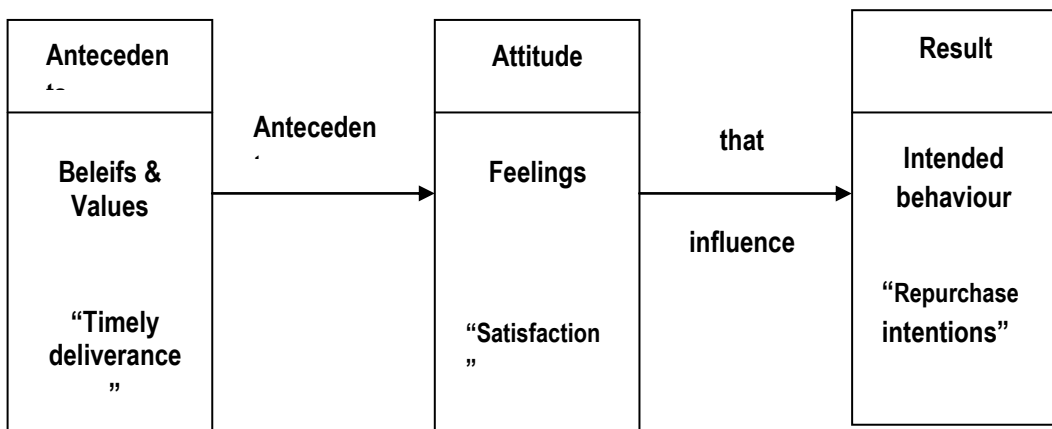 Anteceden
Beleifs &
Values
“Timely
deliverance
”
Anteceden
Attitude
Feelings
“Satisfaction
”
that
influence
Result
Intended
behaviour
“Repurchase
intentions”